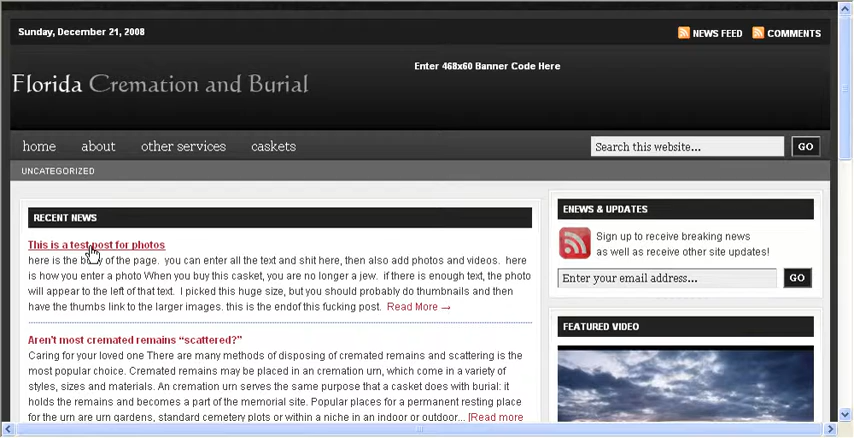 Sunday, December 21, 2008
NEWS FEED
COMMENTS
Enter 468x60 Banner Code Here
Florida Cremation and Burial
home about other services caskets
Search this website... GO
UNCATEGORIZED
RECENT NEWS
This is a test post for photos
here is the of the page. you can enter all the text and shit here, then also add photos and videos. here
is how you enter a photo When you buy this casket, you are no longer a jew. if there is enough text, the photo
will appear to the left of that text. I picked this huge size, but you should probably do thumbnails and then
have the thumbs link to the larger images. this is the endof this fucking post. Read More →
Aren't most cremated remains “scattered?”
Caring for your loved one There are many methods of disposing of cremated remains and scattering is the
most popular choice. Cremated remains may be placed in an cremation urn, which come in a variety of
styles, sizes and materials. An cremation urn serves the same purpose that a casket does with burial: it
holds the remains and becomes a part of the memorial site. Popular places for a permanent resting place
for the urn are urn gardens, standard cemetery plots or within a niche in an indoor or outdoor... [Read more
ENEWS & UPDATES
Sign up to receive breaking news
as well as receive other site updates!
Enter your email address... GO
FEATURED VIDEO